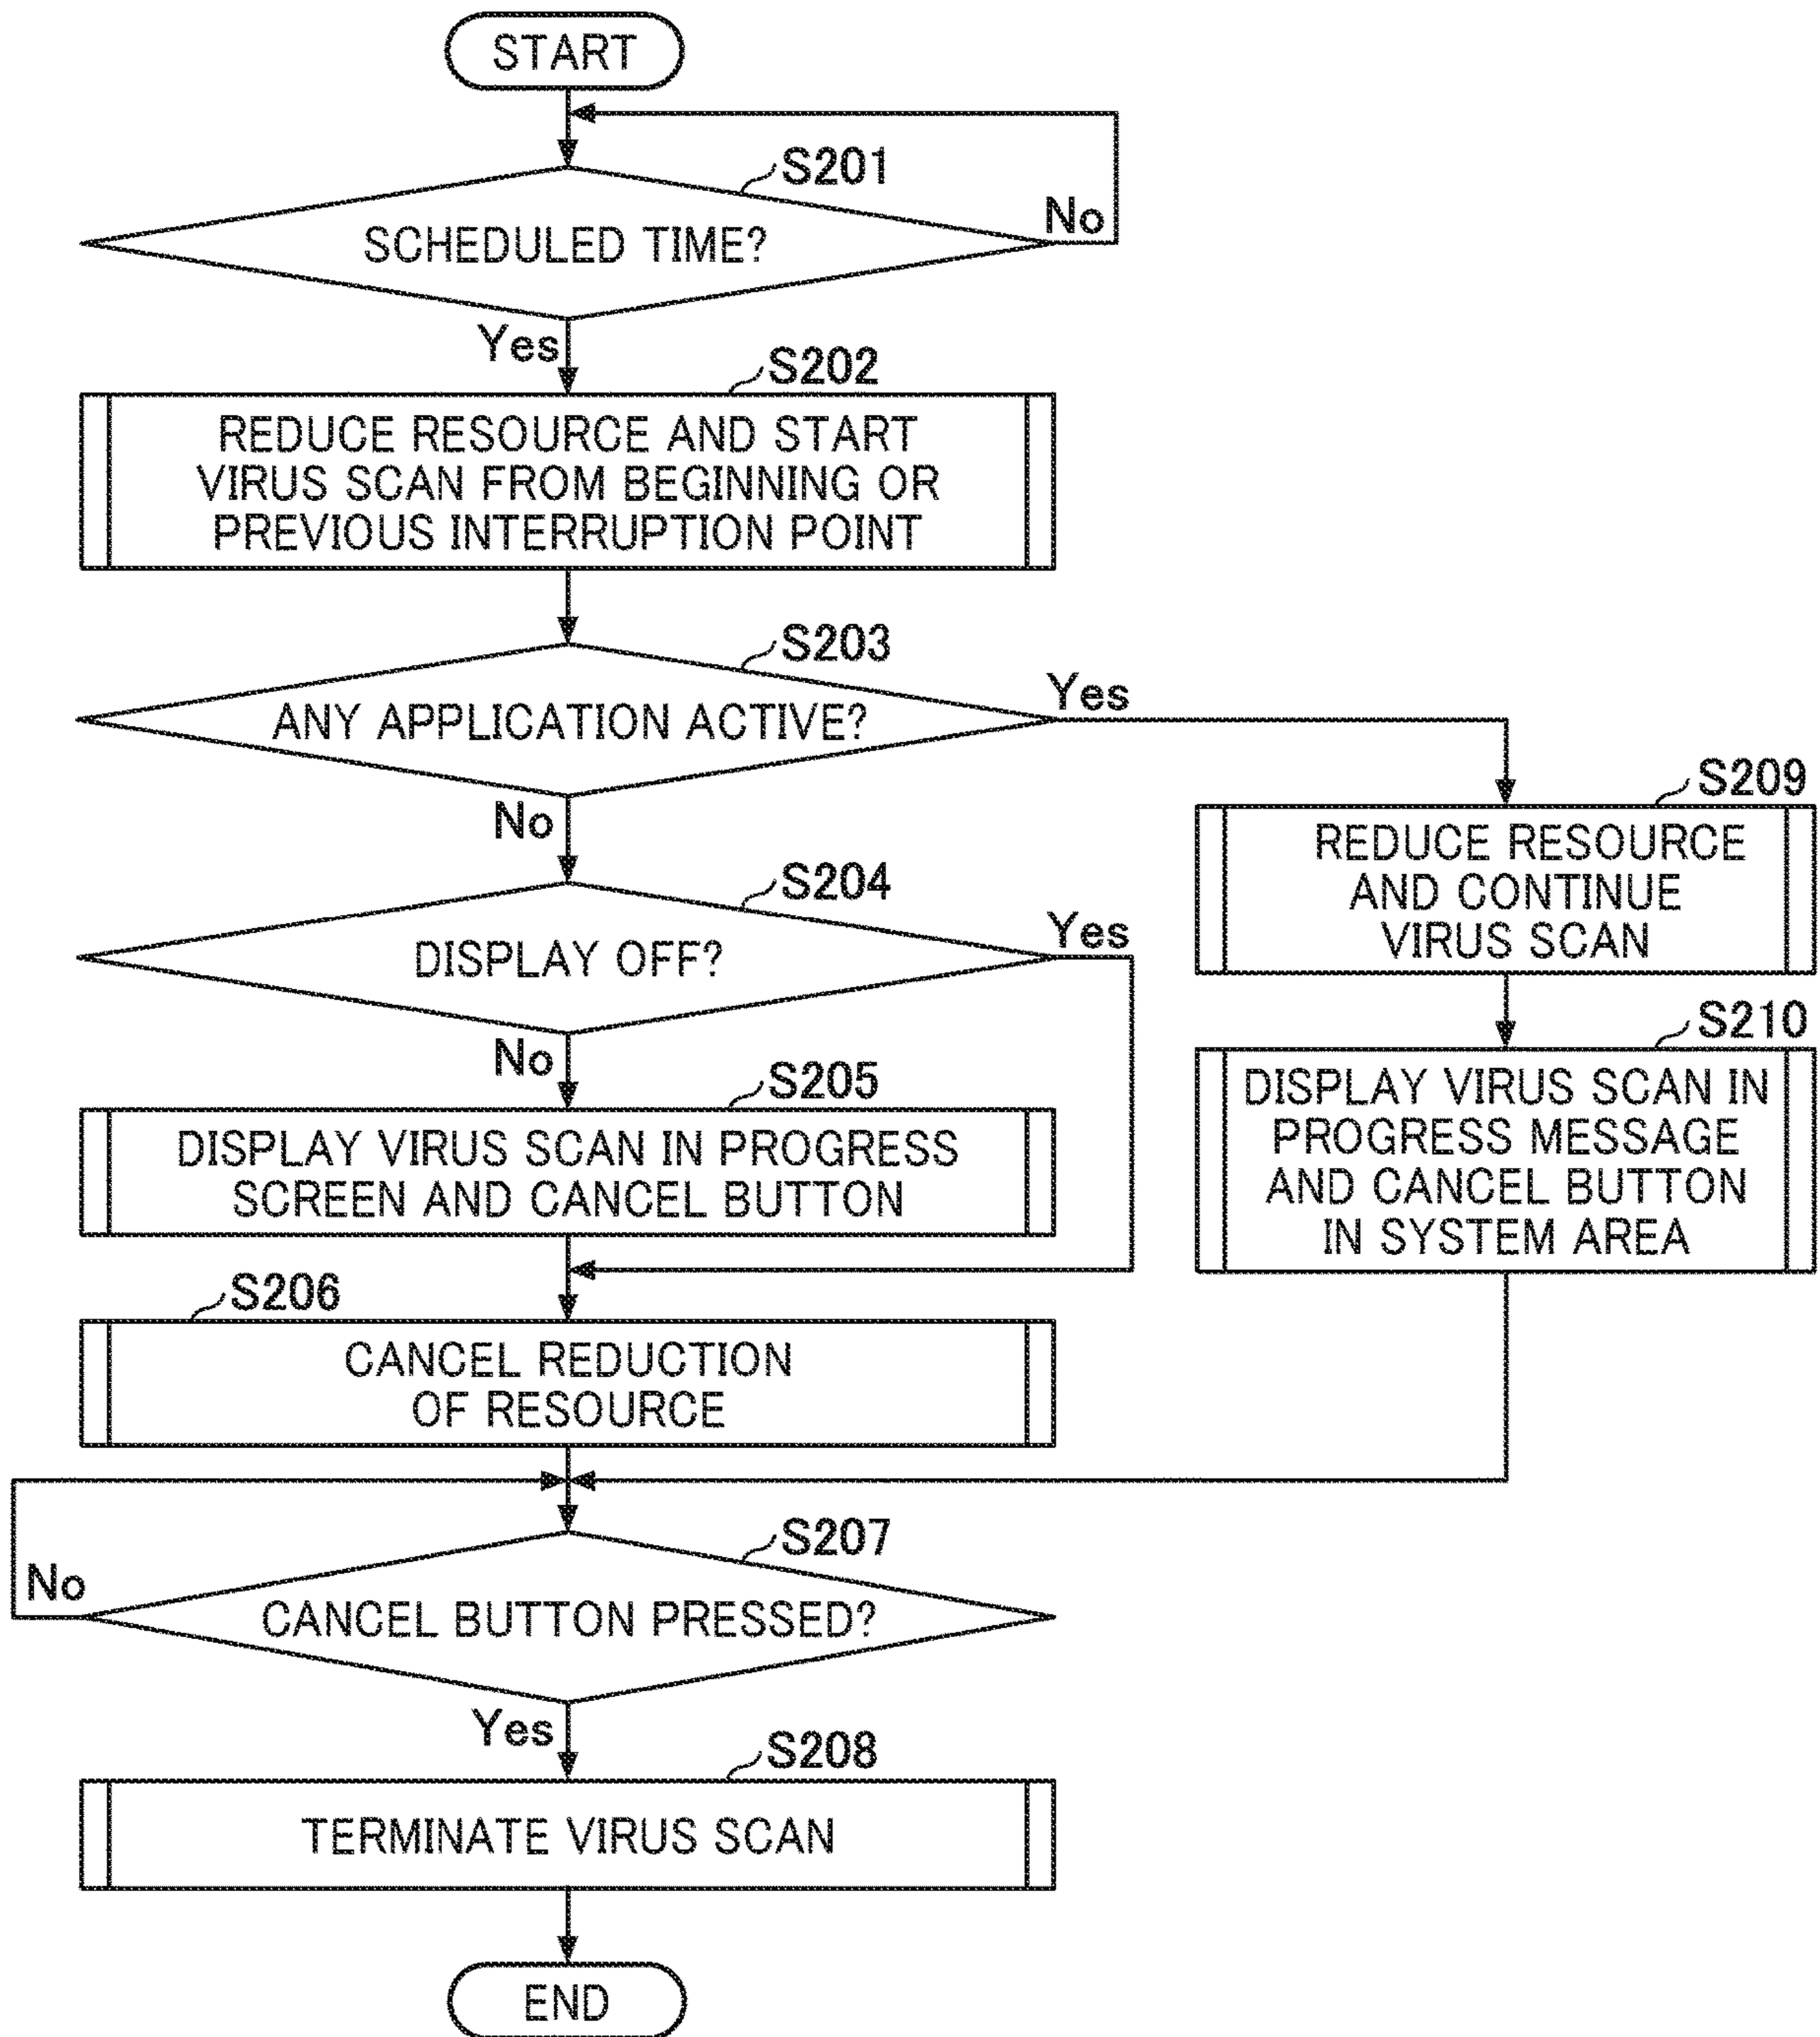 START
S201
SCHEDULED TIME?
No
Yes
S202
REDUCE RESOURCE AND START
VIRUS SCAN FROM BEGINNING OR
PREVIOUS INTERRUPTION POINT
S203
ANY APPLICATION ACTIVE?
Yes
No
S204
DISPLAY OFF?
Yes
No
S205
DISPLAY VIRUS SCAN IN PROGRESS
SCREEN AND CANCEL BUTTON
S209
REDUCE RESOURCE
AND CONTINUE
VIRUS SCAN
S210
DISPLAY VIRUS SCAN IN
PROGRESS MESSAGE
AND CANCEL BUTTON
IN SYSTEM AREA
S206
CANCEL REDUCTION
OF RESOURCE
S207
No
CANCEL BUTTON PRESSED?
Yes
S208
TERMINATE VIRUS SCAN
END